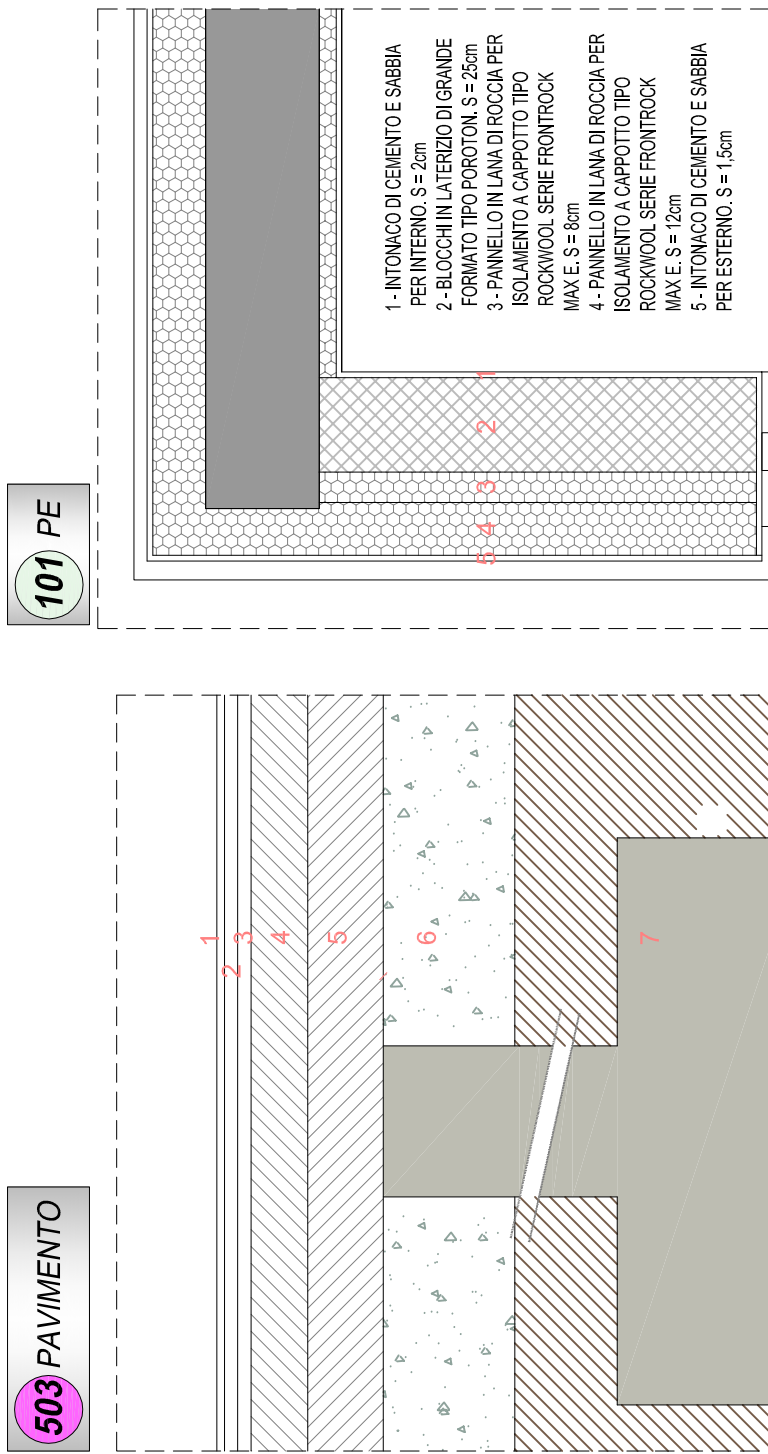 101 PE
1 - INTONACO DI CEMENTO E SABBIA
PER INTERNO. S = 2cm
2 - BLOCCHI IN LATERIZIO DI GRANDE
FORMATO TIPO POROTON. S = 25cm
3 - PANNELLO IN LANA DI ROCCIA PER
ISOLAMENTO A CAPPOTTO TIPO
ROCKWOOL SERIE FRONTROCK
MAX E. S = 8cm
4 - PANNELLO IN LANA DI ROCCIA PER
ISOLAMENTO A CAPPOTTO TIPO
ROCKWOOL SERIE FRONTROCK
MAX E. S = 12cm
5 - INTONACO DI CEMENTO E SABBIA
PER ESTERNO. S = 1,5cm
5 4 3 2 1
503 PAVIMENTO
1
2
3
4
5
6
7